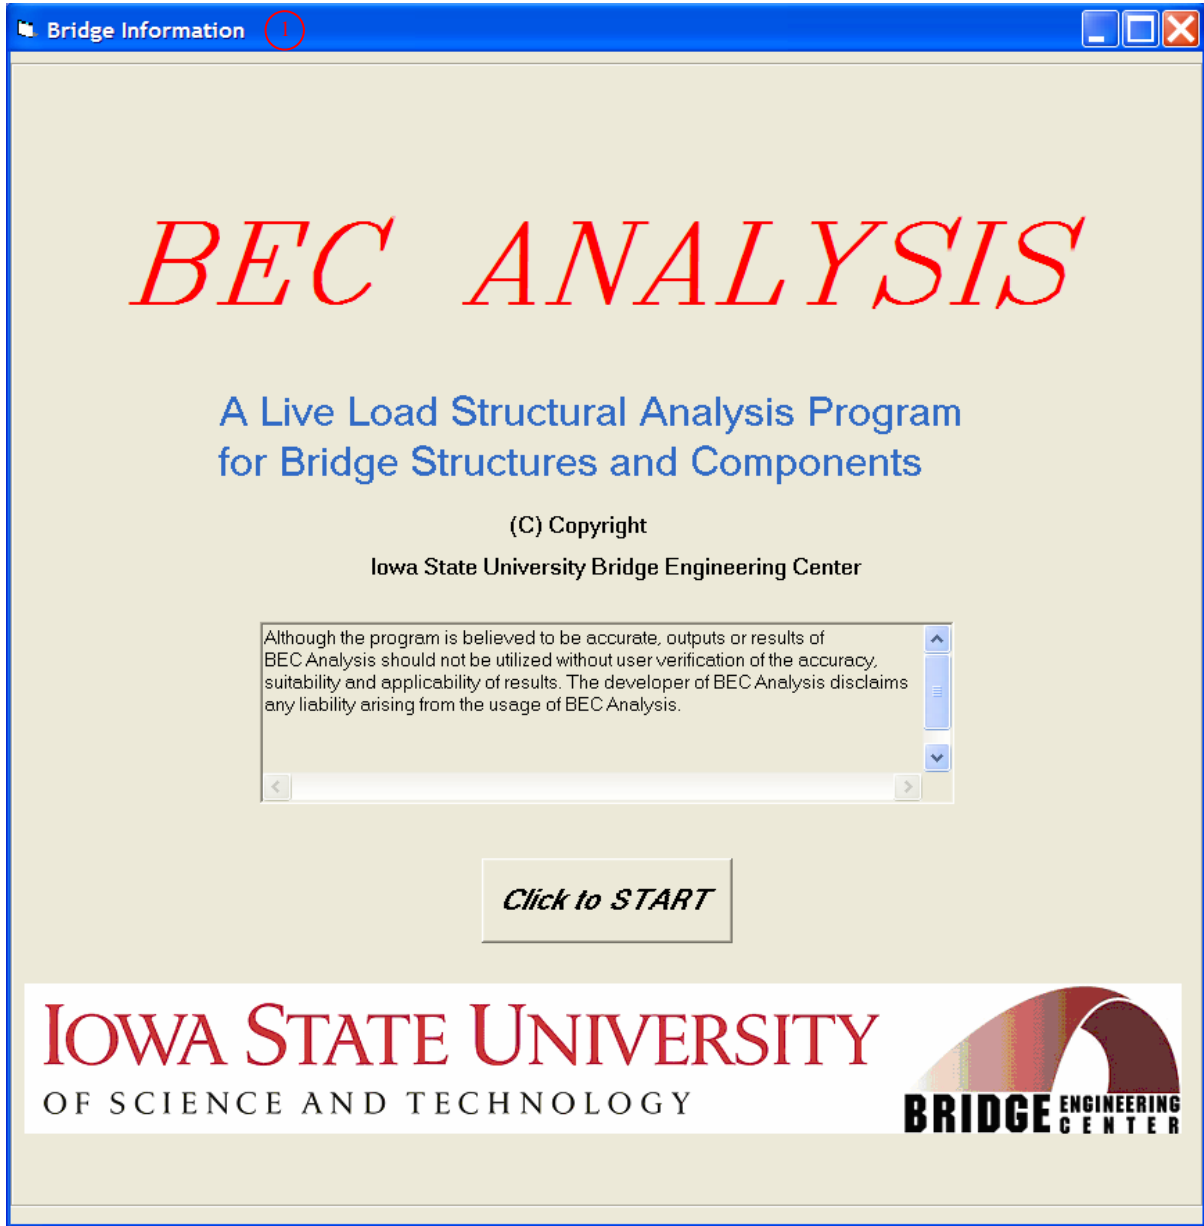 Bridge Information 1
BEC ANALYSIS
A Live Load Structural Analysis Program
for Bridge Structures and Components
(C) Copyright
Iowa State University Bridge Engineering Center
Although the program is believed to be accurate, outputs or results of
BEC Analysis should not be utilized without user verification of the accuracy,
suitability and applicability of results. The developer of BEC Analysis disclaims
any liability arising from the usage of BEC Analysis.
Click to START
IOWA STATE UNIVERSITY
OF SCIENCE AND TECHNOLOGY
BRIDGE ENGINEERING
CENTER